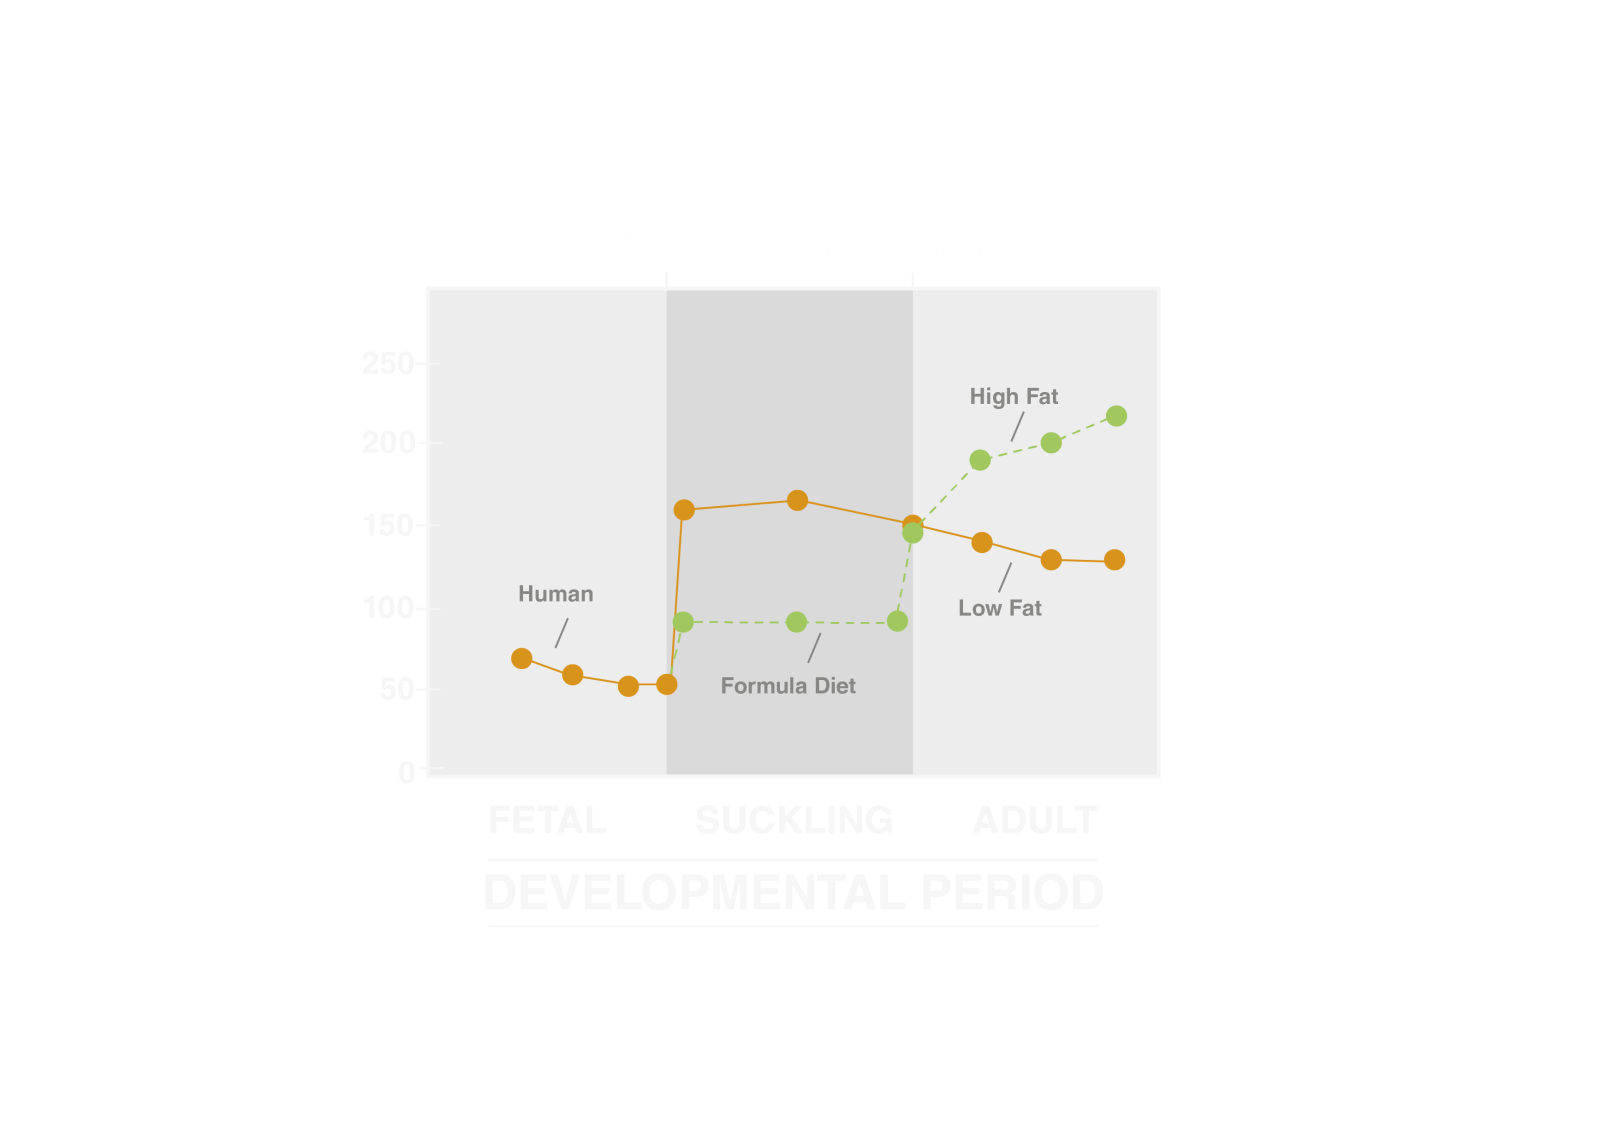 250
High Fat
200
150
Human
100
Low Fat
Formula Diet
50
0
FETAL SUCKLING ADULT
DEVELOPMENTAL PERIOD